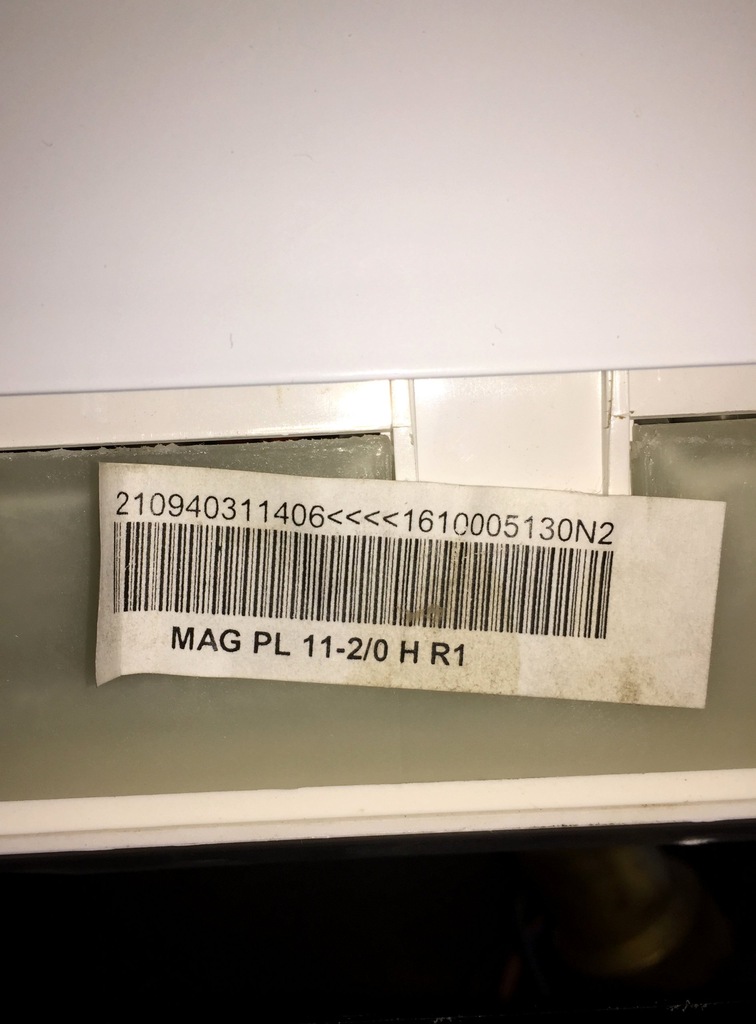 210940311406<<<<1610005130N2
MAG PL 11-2/0 H R1